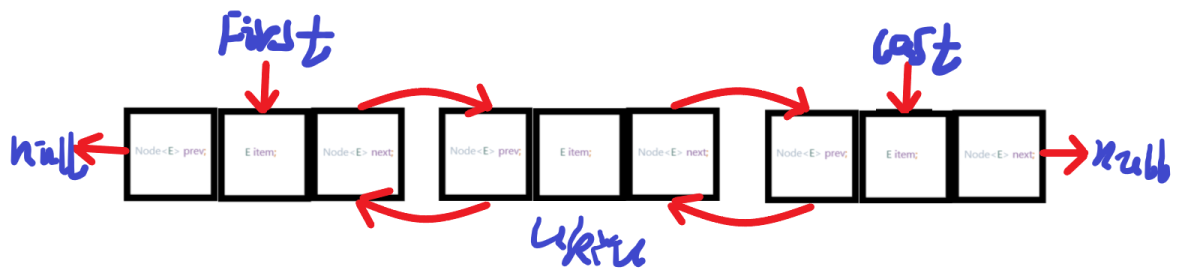 First
Last
null
Node<E> prev;
E item;
Node<E> next;
Node<E> prev;
E item;
Node<E> next;
Node<E> prev;
E item;
Node<E> next;
null